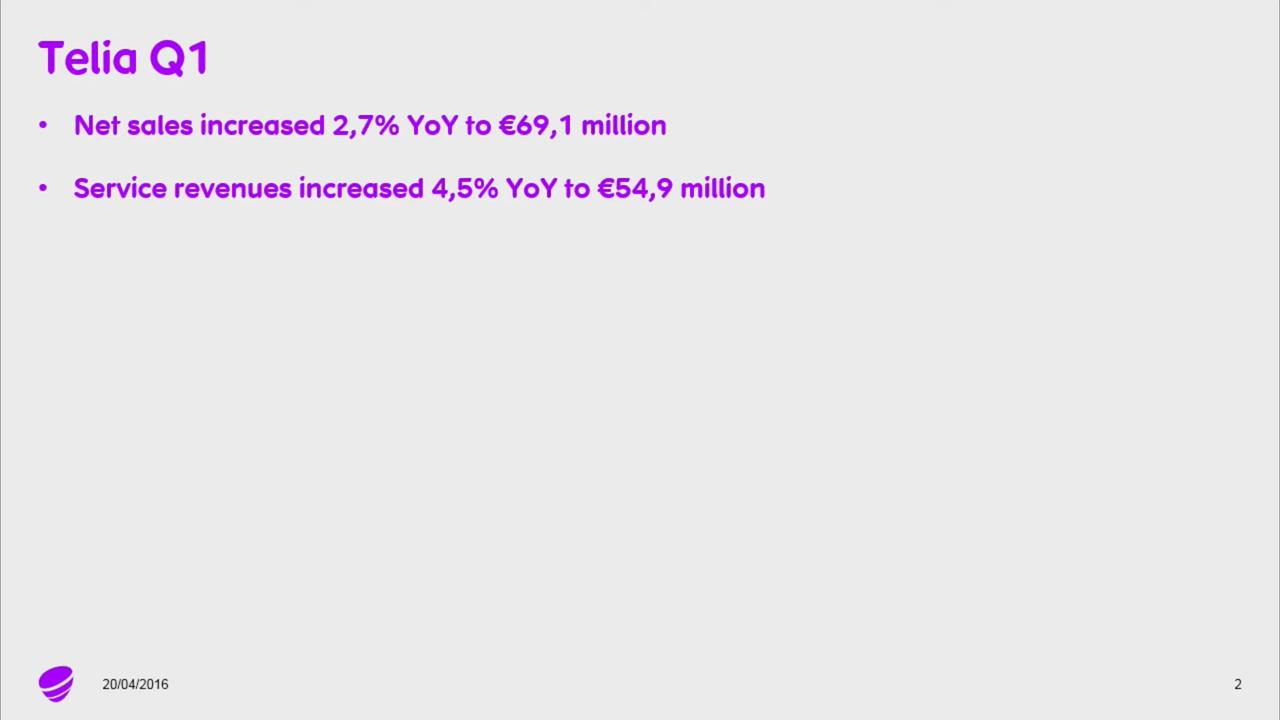 Telia Q1
• Net sales increased 2,7% YoY to €69,1 million
• Service revenues increased 4,5% YoY to €54,9 million
20/04/2016
2